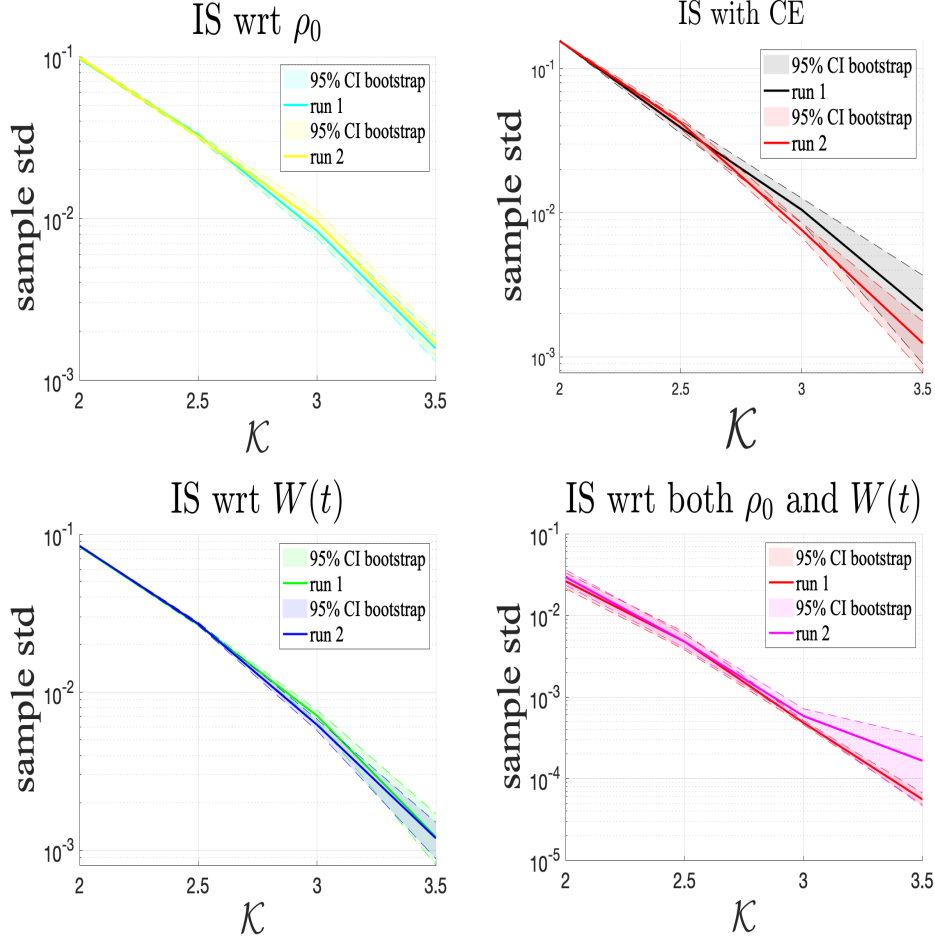 IS wrt ρ₀
10⁻¹
10⁻²
10⁻³
sample std
95% CI bootstrap
run 1
95% CI bootstrap
run 2
2 2.5 3 3.5
𝒦
IS with CE
10⁻¹
10⁻²
10⁻³
sample std
95% CI bootstrap
run 1
95% CI bootstrap
run 2
2 2.5 3 3.5
𝒦
IS wrt W(t)
10⁻¹
10⁻²
10⁻³
sample std
95% CI bootstrap
run 1
95% CI bootstrap
run 2
2 2.5 3 3.5
𝒦
IS wrt both ρ₀ and W(t)
10⁻¹
10⁻²
10⁻³
10⁻⁴
10⁻⁵
sample std
95% CI bootstrap
run 1
95% CI bootstrap
run 2
2 2.5 3 3.5
𝒦